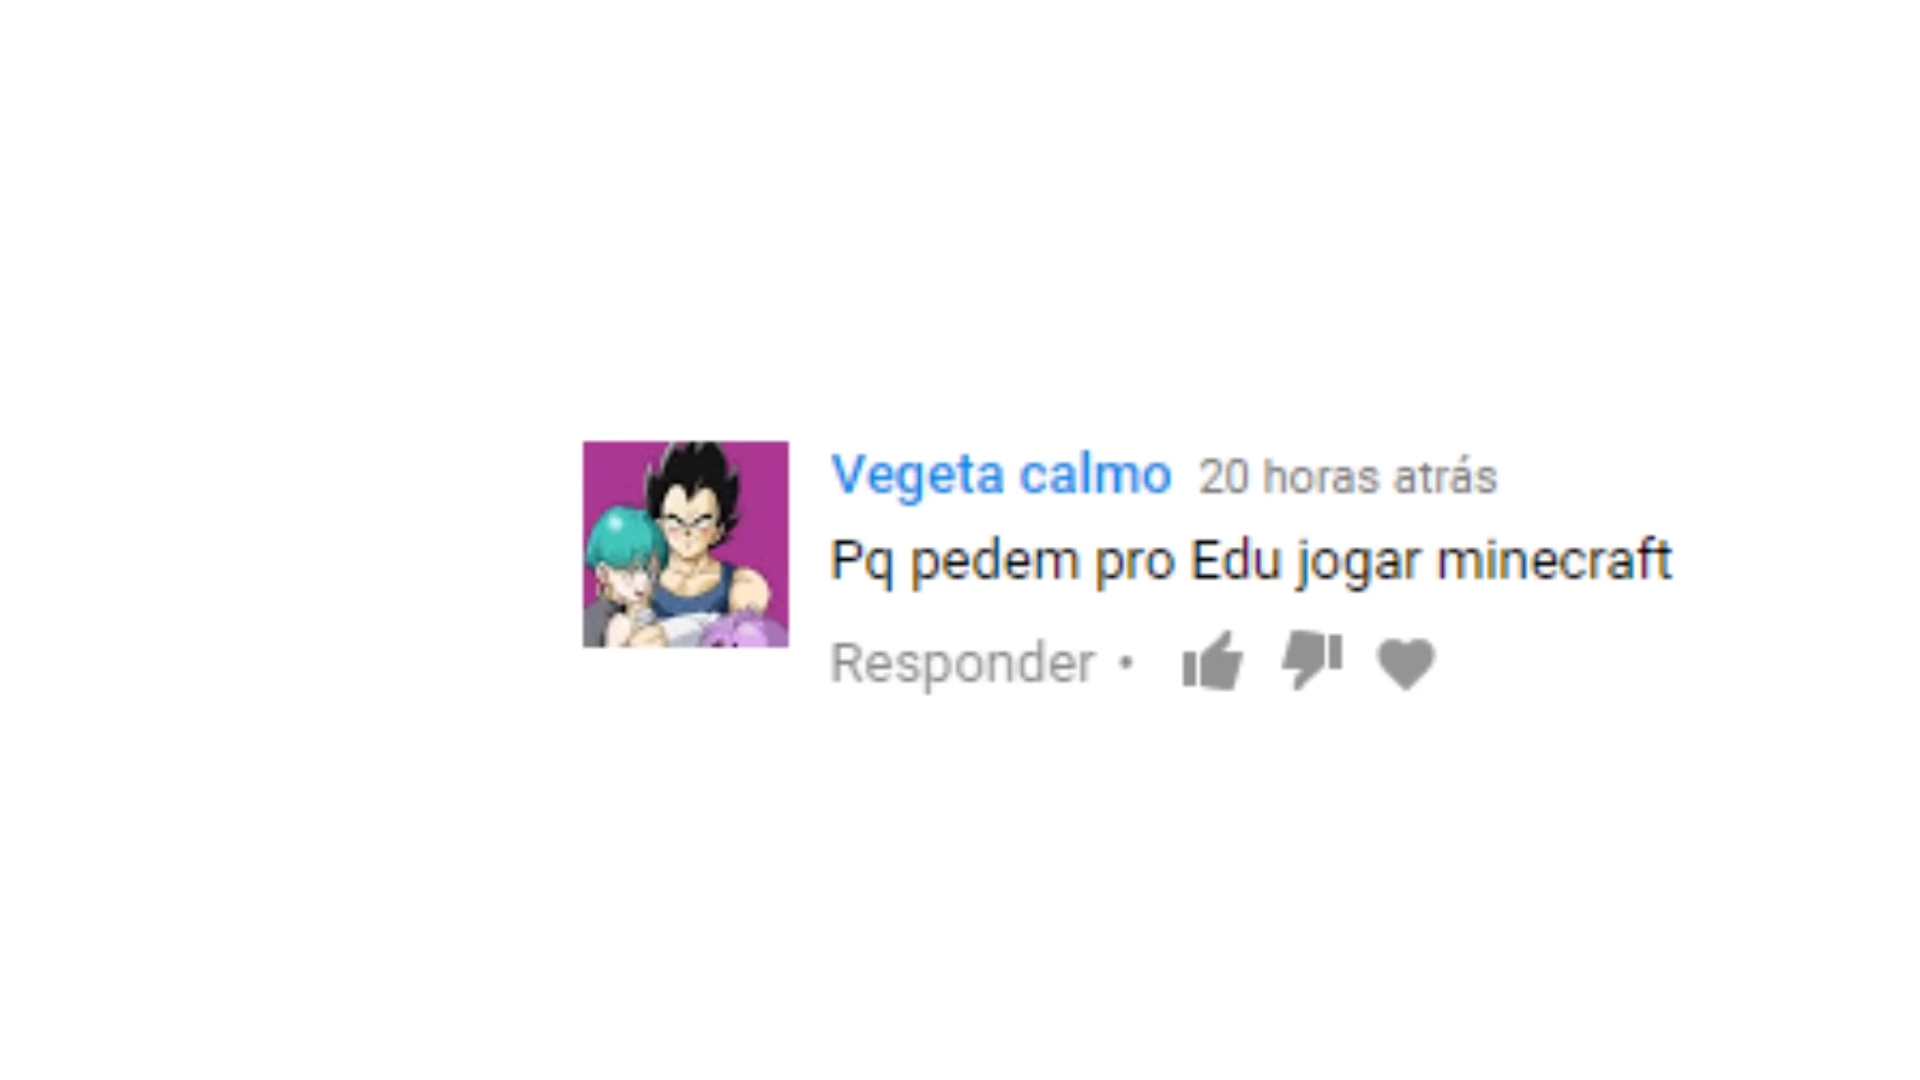 Vegeta calmo 20 horas atrás
Pq pedem pro Edu jogar minecraft
Responder •